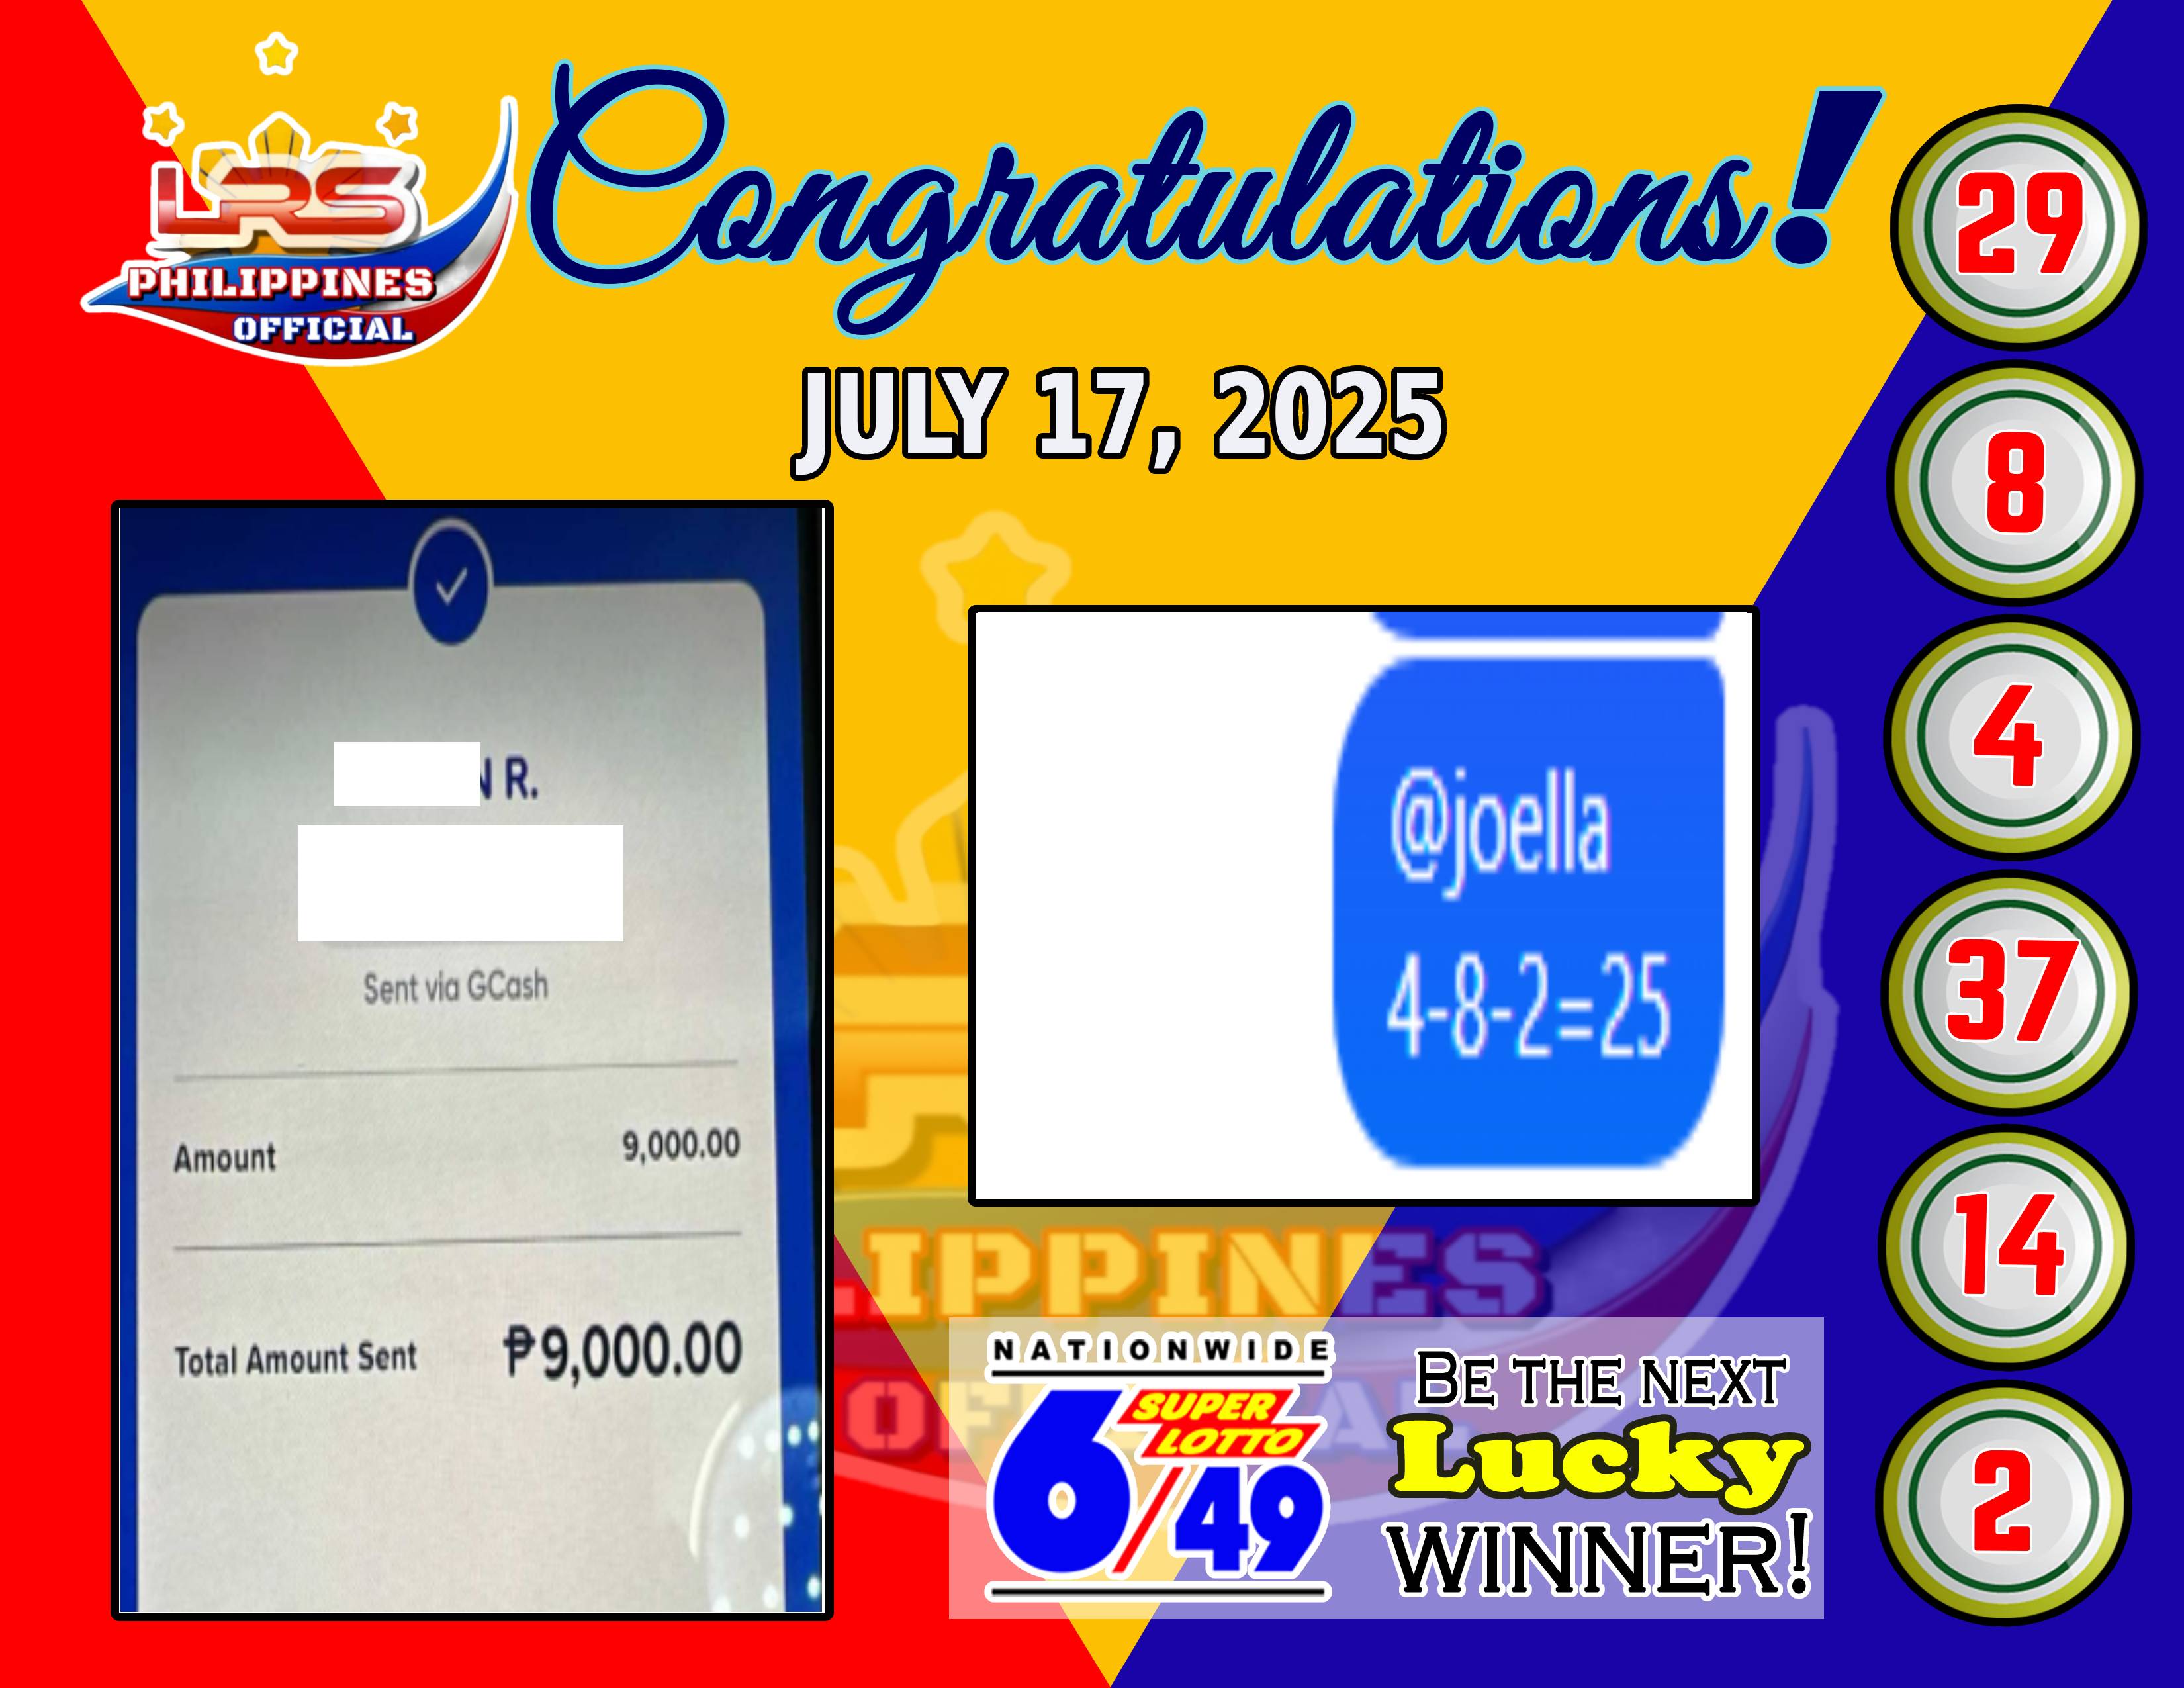 LRS
PHILIPPINES
OFFICIAL
Congratulations!
JULY 17, 2025
29
8
4
37
14
2
N R.
Sent via GCash
Amount 9,000.00
Total Amount Sent ₱9,000.00
@joella
4-8-2=25
LIPPINES
NATIONWIDE
6/49
SUPER
LOTTO
BE THE NEXT
Lucky
WINNER!